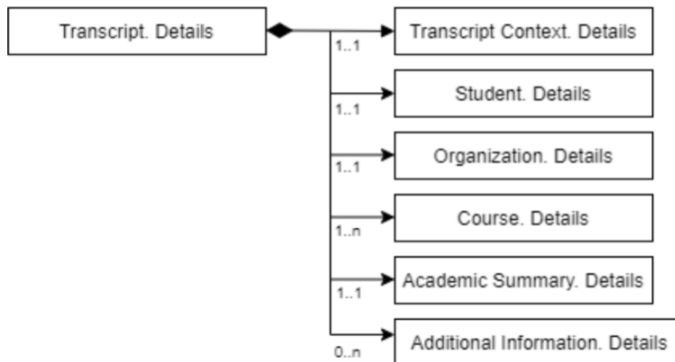 Transcript. Details
Transcript Context. Details
1..1
Student. Details
1..1
Organization. Details
1..1
Course. Details
1..n
Academic Summary. Details
1..1
Additional Information. Details
0..n